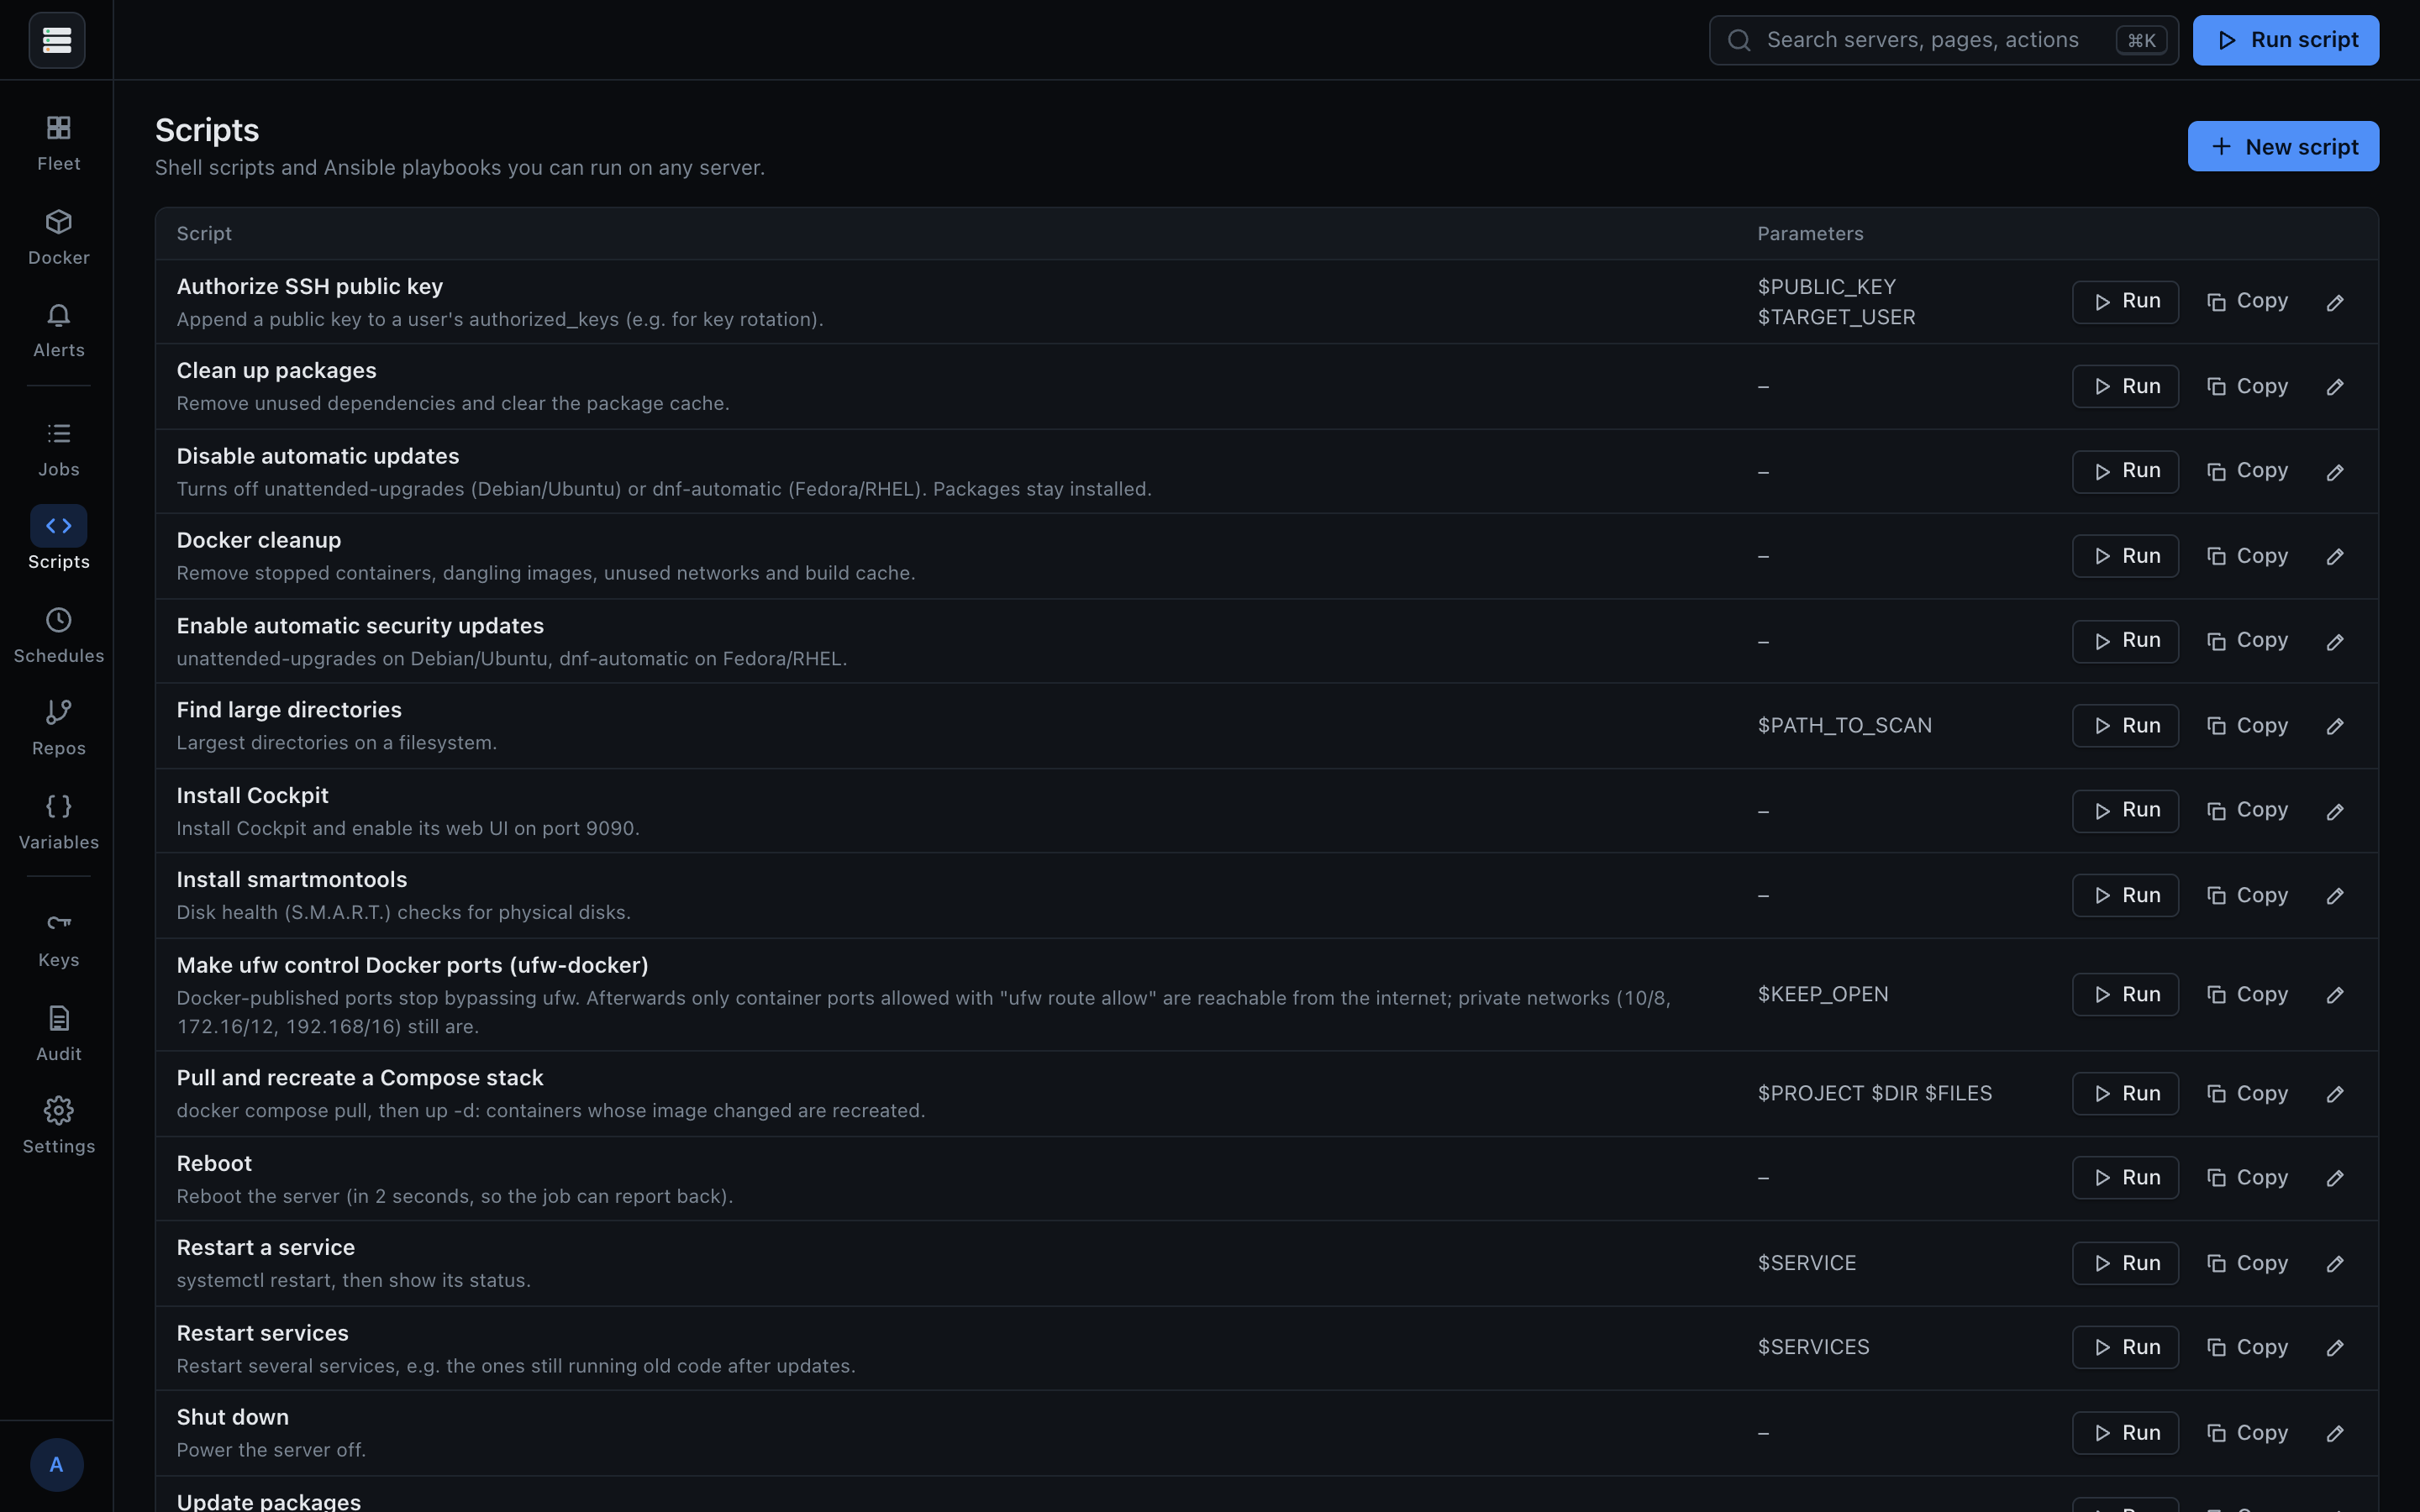 Search servers, pages, actions ⌘K Run script
Scripts
Shell scripts and Ansible playbooks you can run on any server.
New script
Fleet
Docker
Alerts
Jobs
Scripts
Schedules
Repos
Variables
Keys
Audit
Settings
A
Script Parameters
Authorize SSH public key
Append a public key to a user's authorized_keys (e.g. for key rotation).
$PUBLIC_KEY
$TARGET_USER
Run Copy
Clean up packages
Remove unused dependencies and clear the package cache.
– Run Copy
Disable automatic updates
Turns off unattended-upgrades (Debian/Ubuntu) or dnf-automatic (Fedora/RHEL). Packages stay installed.
– Run Copy
Docker cleanup
Remove stopped containers, dangling images, unused networks and build cache.
– Run Copy
Enable automatic security updates
unattended-upgrades on Debian/Ubuntu, dnf-automatic on Fedora/RHEL.
– Run Copy
Find large directories
Largest directories on a filesystem.
$PATH_TO_SCAN Run Copy
Install Cockpit
Install Cockpit and enable its web UI on port 9090.
– Run Copy
Install smartmontools
Disk health (S.M.A.R.T.) checks for physical disks.
– Run Copy
Make ufw control Docker ports (ufw-docker)
Docker-published ports stop bypassing ufw. Afterwards only container ports allowed with "ufw route allow" are reachable from the internet; private networks (10/8,
172.16/12, 192.168/16) still are.
$KEEP_OPEN Run Copy
Pull and recreate a Compose stack
docker compose pull, then up -d: containers whose image changed are recreated.
$PROJECT $DIR $FILES Run Copy
Reboot
Reboot the server (in 2 seconds, so the job can report back).
– Run Copy
Restart a service
systemctl restart, then show its status.
$SERVICE Run Copy
Restart services
Restart several services, e.g. the ones still running old code after updates.
$SERVICES Run Copy
Shut down
Power the server off.
– Run Copy
Update packages